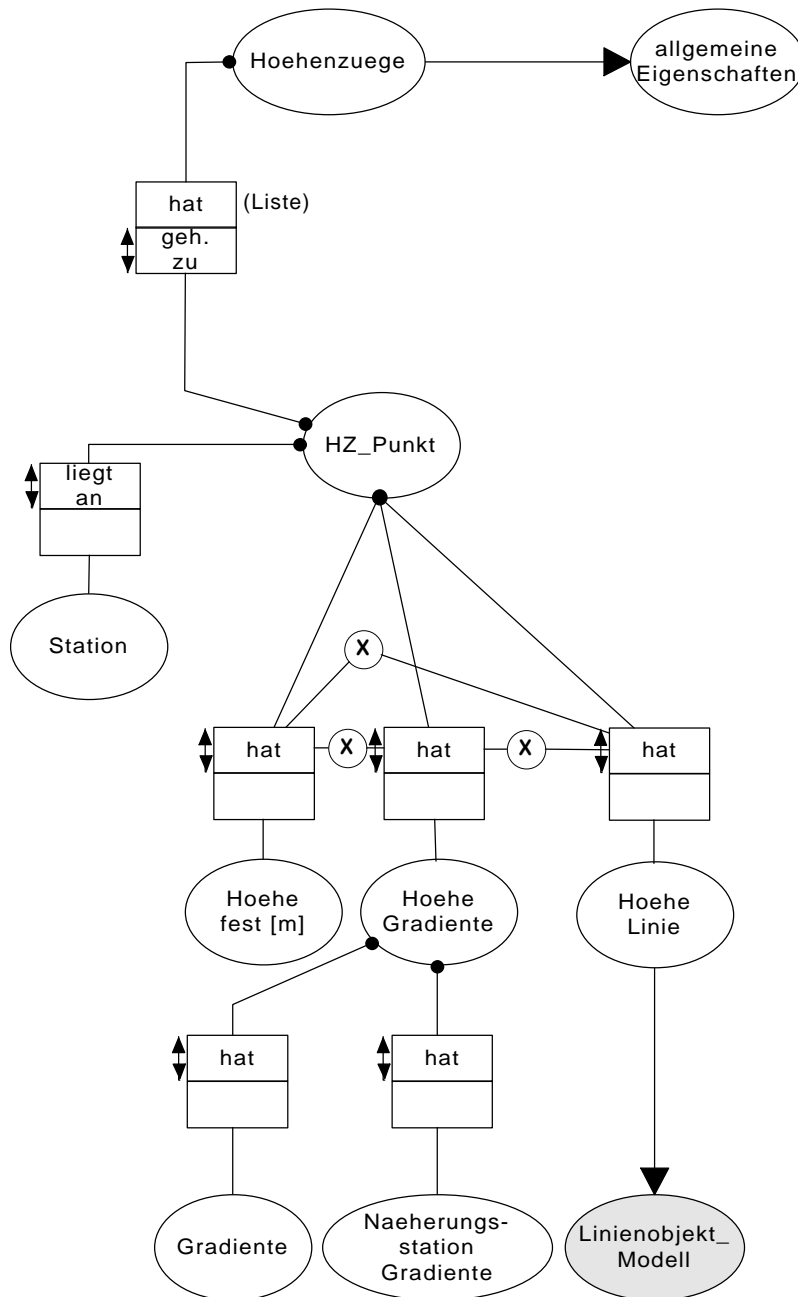 Hoehenzuege
allgemeine
Eigenschaften
hat
(Liste)
geh.
zu
HZ_Punkt
liegt
an
Station
X
hat
X
hat
X
hat
Hoehe
fest [m]
Hoehe
Gradiente
Hoehe
Linie
hat
hat
Gradiente
Naeherungs-
station
Gradiente
Linienobjekt_
Modell